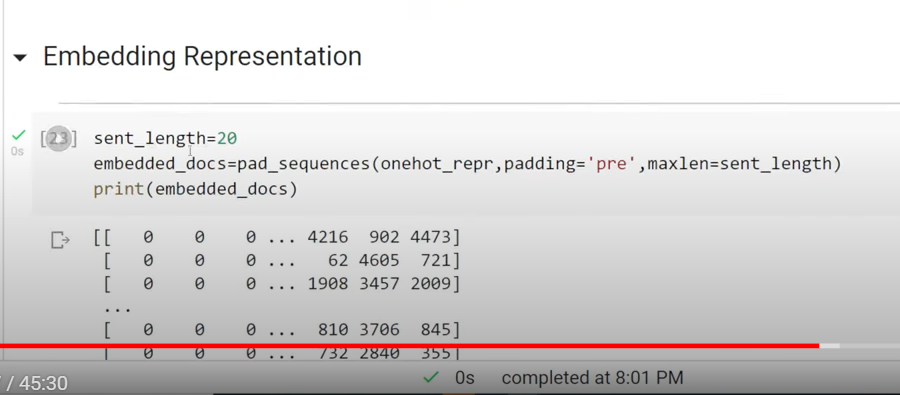 Embedding Representation
[23] sent_length=20
0s
embedded_docs=pad_sequences(onehot_repr,padding='pre',maxlen=sent_length)
print(embedded_docs)
[[ 0 0 0 ... 4216 902 4473]
[ 0 0 0 ... 62 4605 721]
[ 0 0 0 ... 1908 3457 2009]
...
[ 0 0 0 ... 810 3706 845]
[ 0 0 0 ... 732 2840 355]
0s completed at 8:01 PM
/ 45:30